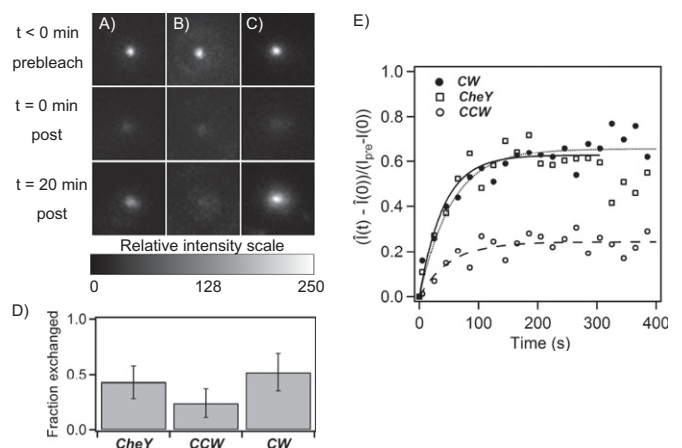 A) B) C)
t < 0 min
prebleach
t = 0 min
post
t = 20 min
post
Relative intensity scale
0 128 250
D)
Fraction exchanged
1.0
0.5
0.0
CheY CCW CW
E)
CW
CheY
CCW
(Î(t) - Î(0))/(Ipre-I(0))
1.0
0.8
0.6
0.4
0.2
0.0
0 100 200 300 400
Time (s)